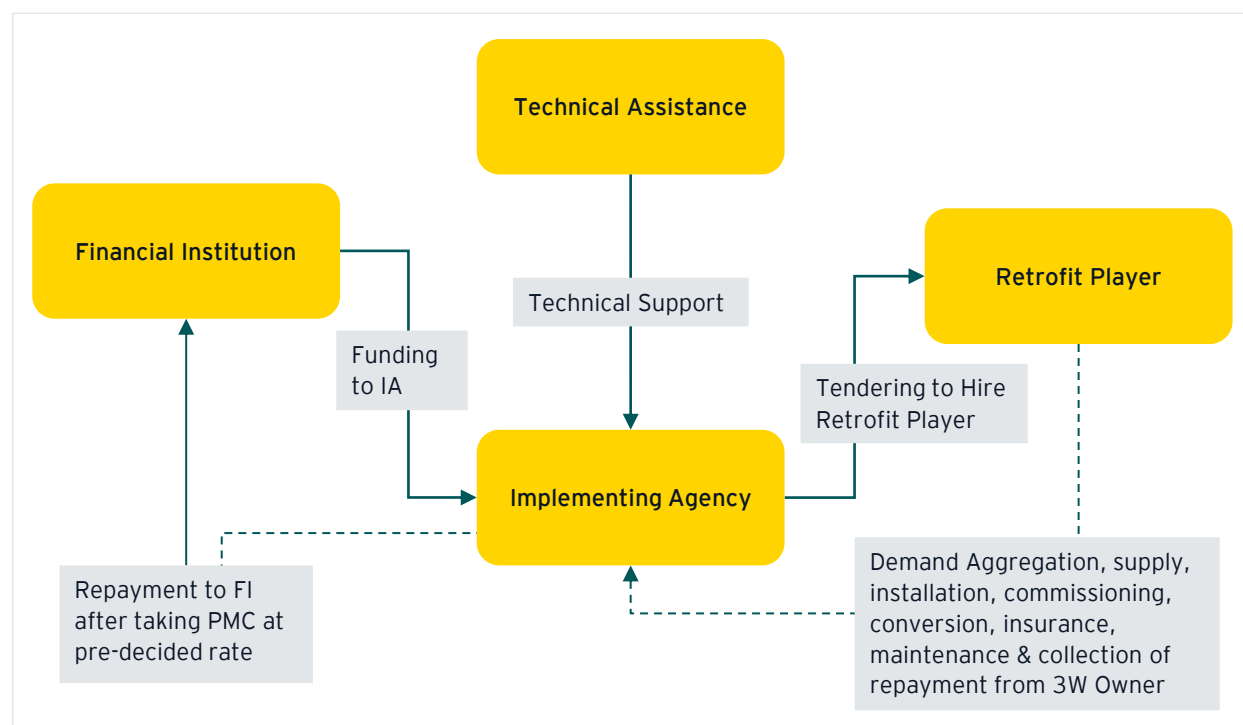 Technical Assistance
Financial Institution
Retrofit Player
Technical Support
Funding
to IA
Tendering to Hire
Retrofit Player
Implementing Agency
Repayment to FI
after taking PMC at
pre-decided rate
Demand Aggregation, supply,
installation, commissioning,
conversion, insurance,
maintenance & collection of
repayment from 3W Owner